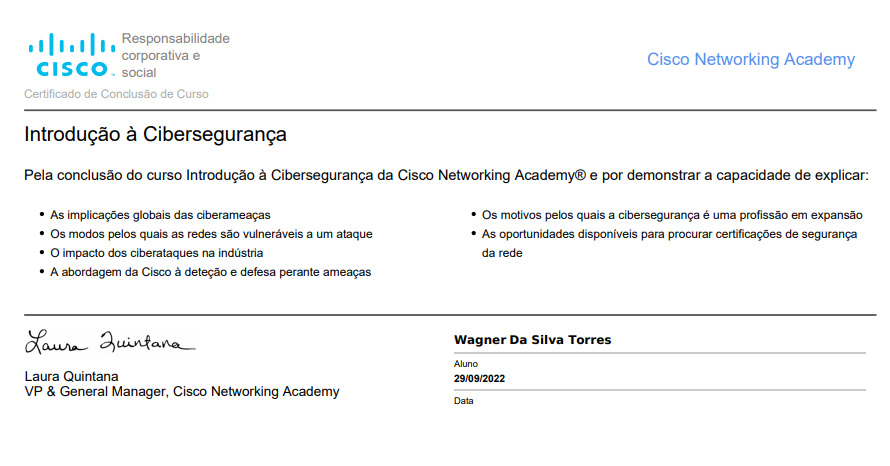 CISCO
Responsabilidade
corporativa e
social
Cisco Networking Academy
Certificado de Conclusão de Curso
Introdução à Cibersegurança
Pela conclusão do curso Introdução à Cibersegurança da Cisco Networking Academy® e por demonstrar a capacidade de explicar:
• As implicações globais das ciberameaças
• Os modos pelos quais as redes são vulneráveis a um ataque
• O impacto dos ciberataques na indústria
• A abordagem da Cisco à deteção e defesa perante ameaças
• Os motivos pelos quais a cibersegurança é uma profissão em expansão
• As oportunidades disponíveis para procurar certificações de segurança
da rede
Laura Quintana
Laura Quintana
VP & General Manager, Cisco Networking Academy
Wagner Da Silva Torres
Aluno
29/09/2022
Data